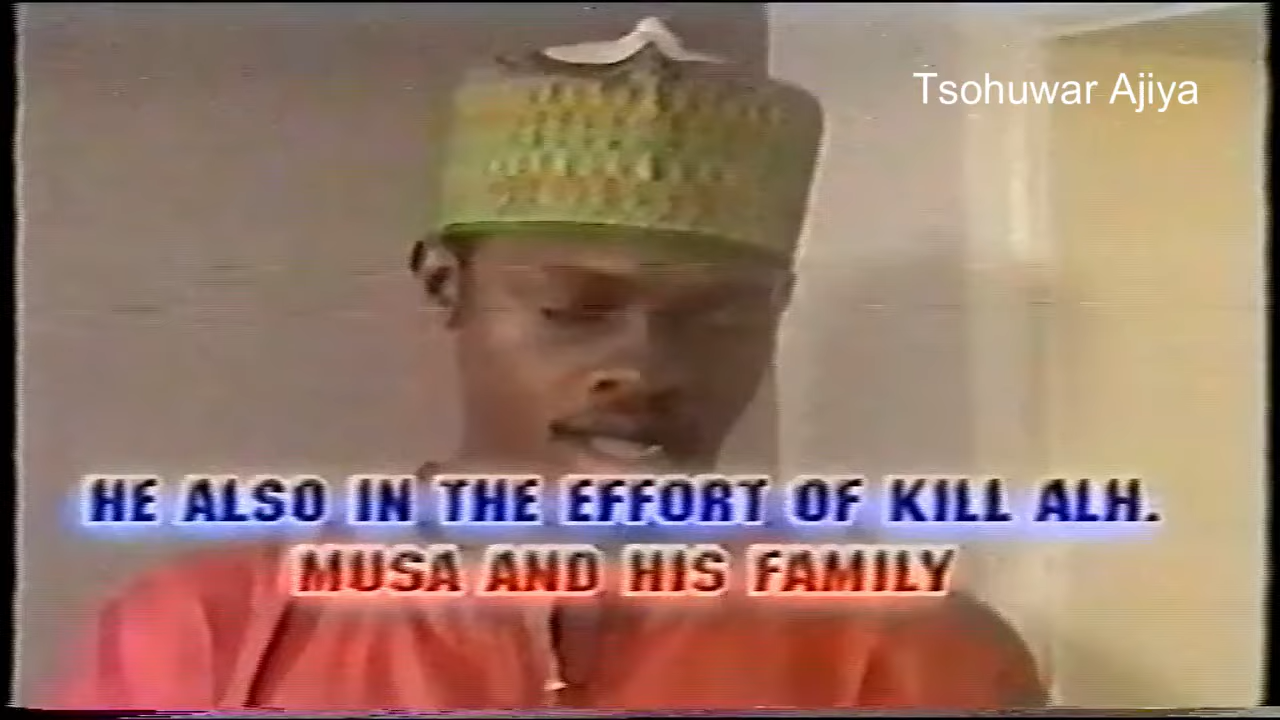 Tsohuwar Ajiya
HE ALSO IN THE EFFORT OF KILL ALH.
MUSA AND HIS FAMILY